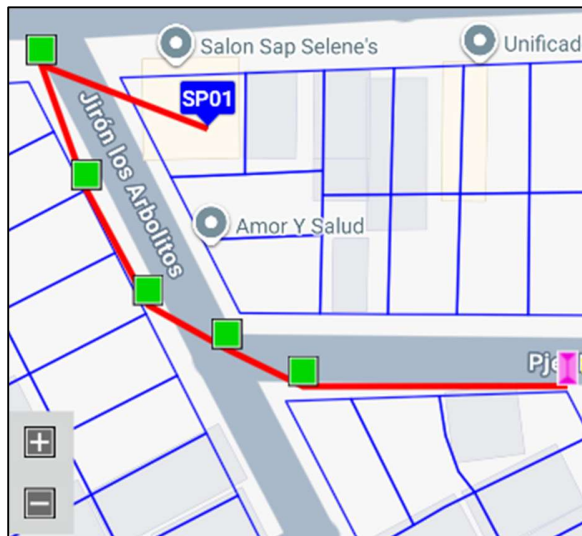 Salon Sap Selene's
Unificad
SP01
Jirón los Arbolitos
Amor Y Salud
Pje
+
−